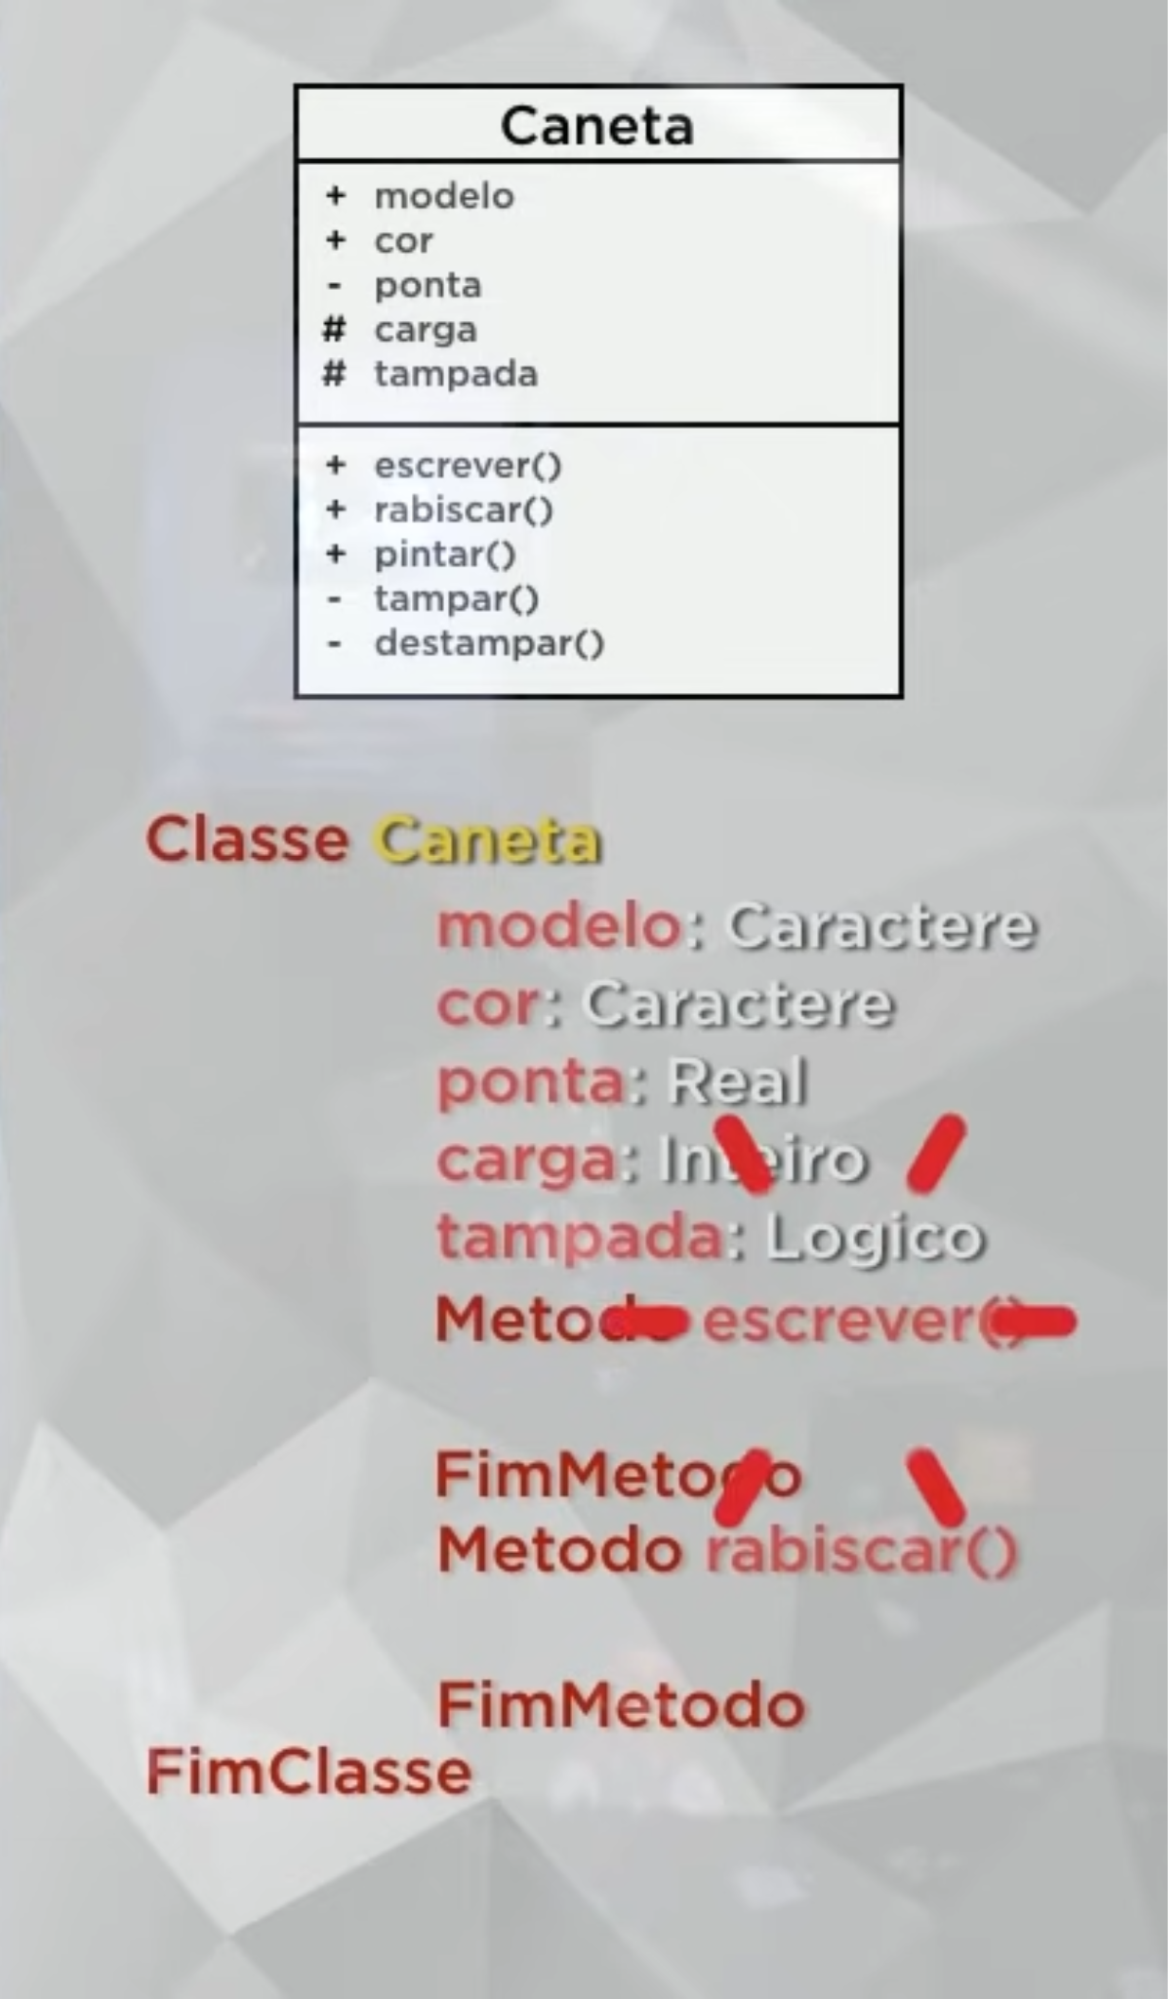 Caneta
+ modelo
+ cor
- ponta
# carga
# tampada
+ escrever()
+ rabiscar()
+ pintar()
- tampar()
- destampar()
Classe Caneta
modelo: Caractere
cor: Caractere
ponta: Real
carga: Inteiro
tampada: Logico
Metodo escrever()
FimMetodo
Metodo rabiscar()
FimMetodo
FimClasse